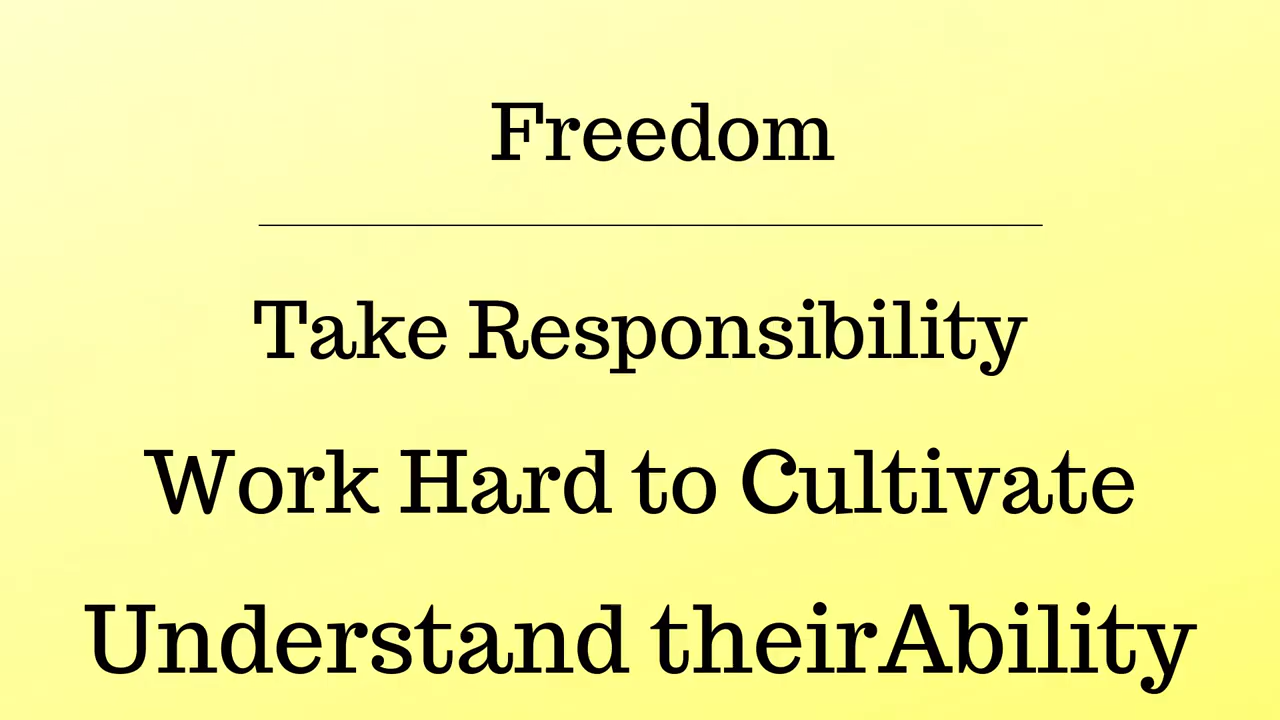 Freedom
Take Responsibility
Work Hard to Cultivate
Understand theirAbility